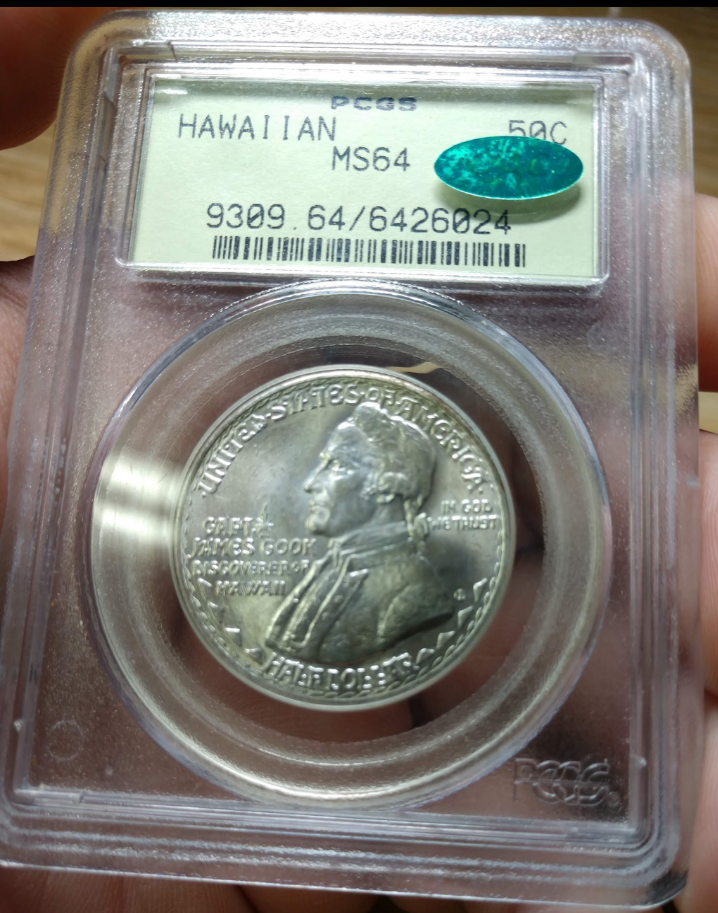 PCGS
HAWAIIAN 50C
MS64
9309.64/6426024
UNITED·STATES·OF·AMERICA·
IN GOD
WE TRUST
CAPT.
JAMES COOK
DISCOVERER OF
HAWAII
HALF DOLLAR
PCGS